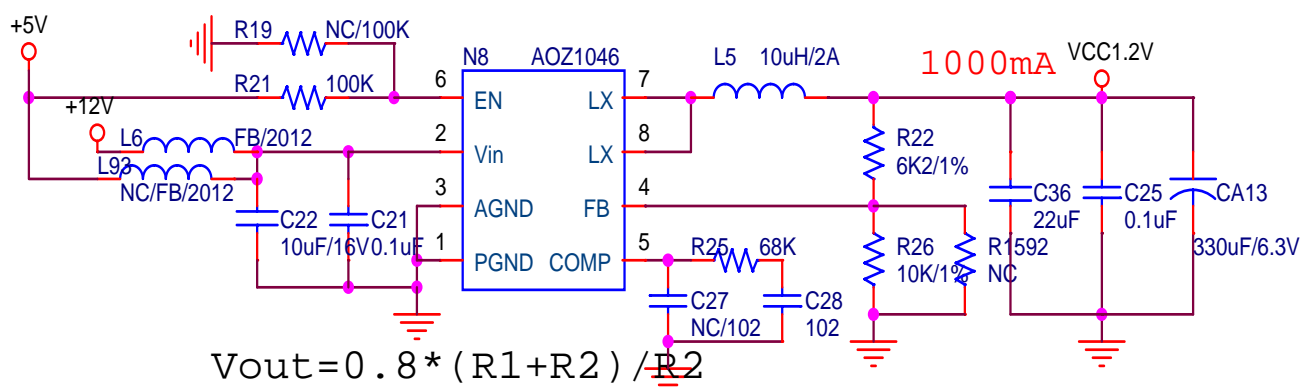 +5V
R19 NC/100K
R21 100K
+12V
L6 FB/2012
L93
NC/FB/2012
C22
10uF/16V
C21
0.1uF
N8 AOZ1046
6 EN LX 7
2 Vin LX 8
3 AGND FB 4
1 PGND COMP 5
L5 10uH/2A
1000mA
VCC1.2V
R22
6K2/1%
R26
10K/1%
R1592
NC
C36
22uF
C25
0.1uF
CA13
330uF/6.3V
R25 68K
C27
NC/102
C28
102
Vout=0.8*(R1+R2)/R2